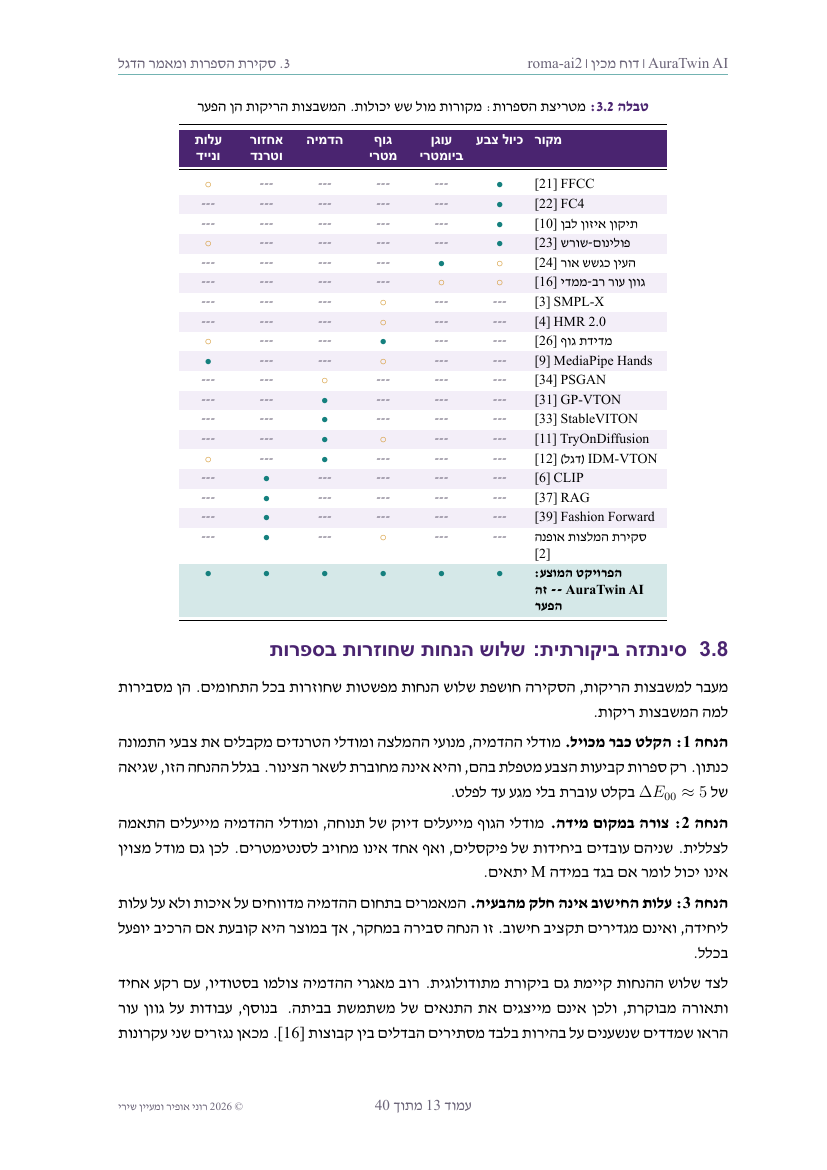 AuraTwin AI | דוח מכין | roma-ai2
3. סקירת הספרות ומאמר הדגל
טבלה 3.2: מטריצת הספרות: מקורות מול שש יכולות. המשבצות הריקות הן הפער
מקור כיול צבע עוגן ביומטרי גוף מטרי הדמיה אחזור וטרנד עלות ונייד
FFCC [21] ● --- --- --- --- ○
FC4 [22] ● --- --- --- --- ---
תיקון איזון לבן [10] ● --- --- --- --- ---
פולינום-שורש [23] ● --- --- --- --- ○
העין כגשש אור [24] ○ ● --- --- --- ---
גוון עור רב-ממדי [16] ○ ○ --- --- --- ---
SMPL-X [3] --- --- ○ --- --- ---
HMR 2.0 [4] --- --- ○ --- --- ---
מדידת גוף [26] --- --- ● --- --- ○
MediaPipe Hands [9] --- --- ○ --- --- ●
PSGAN [34] --- --- --- ○ --- ---
GP-VTON [31] --- --- --- ● --- ---
StableVITON [33] --- --- --- ● --- ---
TryOnDiffusion [11] --- --- ○ ● --- ---
IDM-VTON (דגל) [12] --- --- --- ● --- ○
CLIP [6] --- --- --- --- ● ---
RAG [37] --- --- --- --- ● ---
Fashion Forward [39] --- --- --- --- ● ---
סקירת המלצות אופנה --- --- ○ --- ● ---
[2]
הפרויקט המוצע: ● ● ● ● ● ●
AuraTwin AI -- זה
הפער
3.8 סינתזה ביקורתית: שלוש הנחות שחוזרות בספרות
מעבר למשבצות הריקות, הסקירה חושפת שלוש הנחות מפשטות שחוזרות בכל התחומים. הן מסבירות
למה המשבצות ריקות.
הנחה 1: הקלט כבר מכויל. מודלי ההדמיה, מנועי ההמלצה ומודלי הטרנדים מקבלים את צבעי התמונה
כנתון. רק ספרות קביעות הצבע מטפלת בהם, והיא אינה מחוברת לשאר הצינור. בגלל ההנחה הזו, שגיאה
של ΔE₀₀ ≈ 5 בקלט עוברת בלי מגע עד לפלט.
הנחה 2: צורה במקום מידה. מודלי הגוף מייעלים דיוק של תנוחה, ומודלי ההדמיה מייעלים התאמה
לצללית. שניהם עובדים ביחידות של פיקסלים, ואף אחד אינו מחויב לסנטימטרים. לכן גם מודל מצוין
אינו יכול לומר אם בגד במידה M יתאים.
הנחה 3: עלות החישוב אינה חלק מהבעיה. המאמרים בתחום ההדמיה מדווחים על איכות ולא על עלות
ליחידה, ואינם מגדירים תקציב חישוב. זו הנחה סבירה במחקר, אך במוצר היא קובעת אם הרכיב יופעל
בכלל.
לצד שלוש ההנחות קיימת גם ביקורת מתודולוגית. רוב מאגרי ההדמיה צולמו בסטודיו, עם רקע אחיד
ותאורה מבוקרת, ולכן אינם מייצגים את התנאים של משתמשת בביתה. בנוסף, עבודות על גוון עור
הראו שמדדים שנשענים על בהירות בלבד מסתירים הבדלים בין קבוצות [16]. מכאן נגזרים שני עקרונות
עמוד 13 מתוך 40
© 2026 רוני אופיר ומעיין שירי